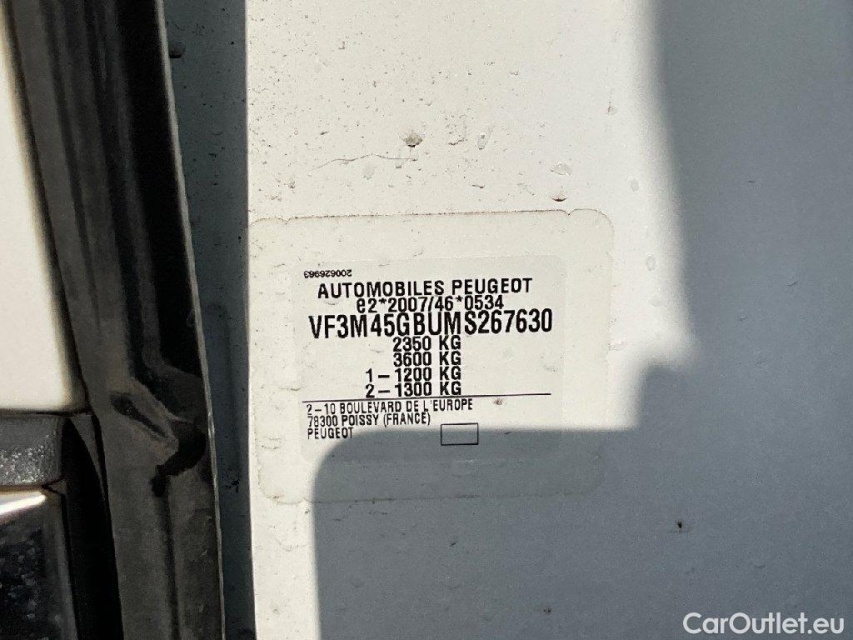 200626963
AUTOMOBILES PEUGEOT
e2*2007/46*0534
VF3M45GBUMS267630
2350 KG
3600 KG
1-1200 KG
2-1300 KG
2-10 BOULEVARD DE L'EUROPE
78300 POISSY (FRANCE)
PEUGEOT
CarOutlet.eu